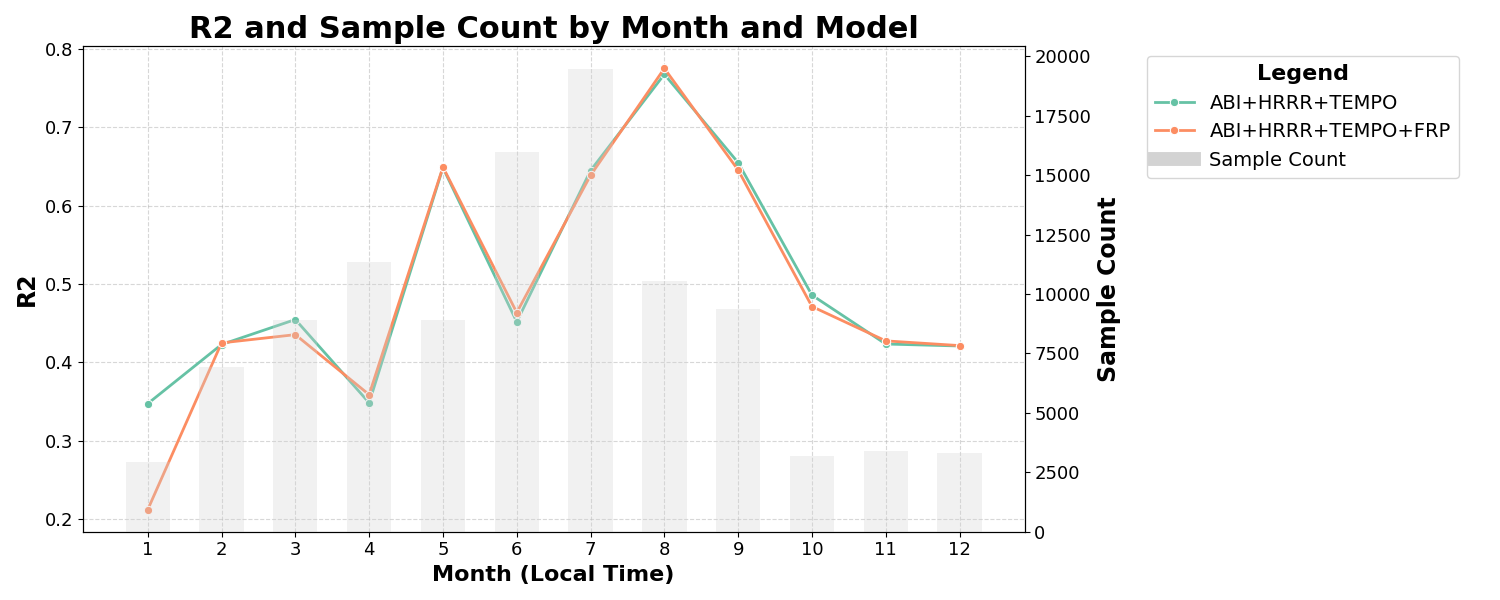 R2 and Sample Count by Month and Model
0.8
0.7
0.6
0.5
0.4
0.3
0.2
R2
1 2 3 4 5 6 7 8 9 10 11 12
Month (Local Time)
20000
17500
15000
12500
10000
7500
5000
2500
0
Sample Count
Legend
ABI+HRRR+TEMPO
ABI+HRRR+TEMPO+FRP
Sample Count